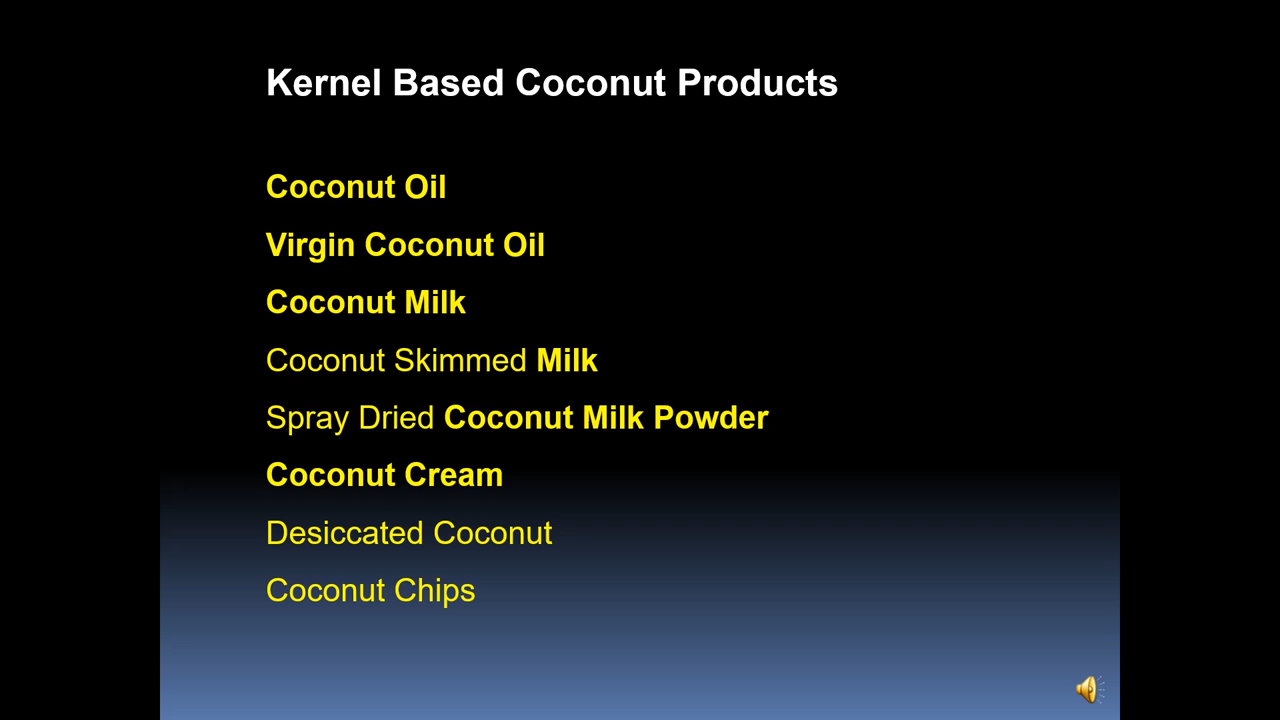 Kernel Based Coconut Products
Coconut Oil
Virgin Coconut Oil
Coconut Milk
Coconut Skimmed Milk
Spray Dried Coconut Milk Powder
Coconut Cream
Desiccated Coconut
Coconut Chips